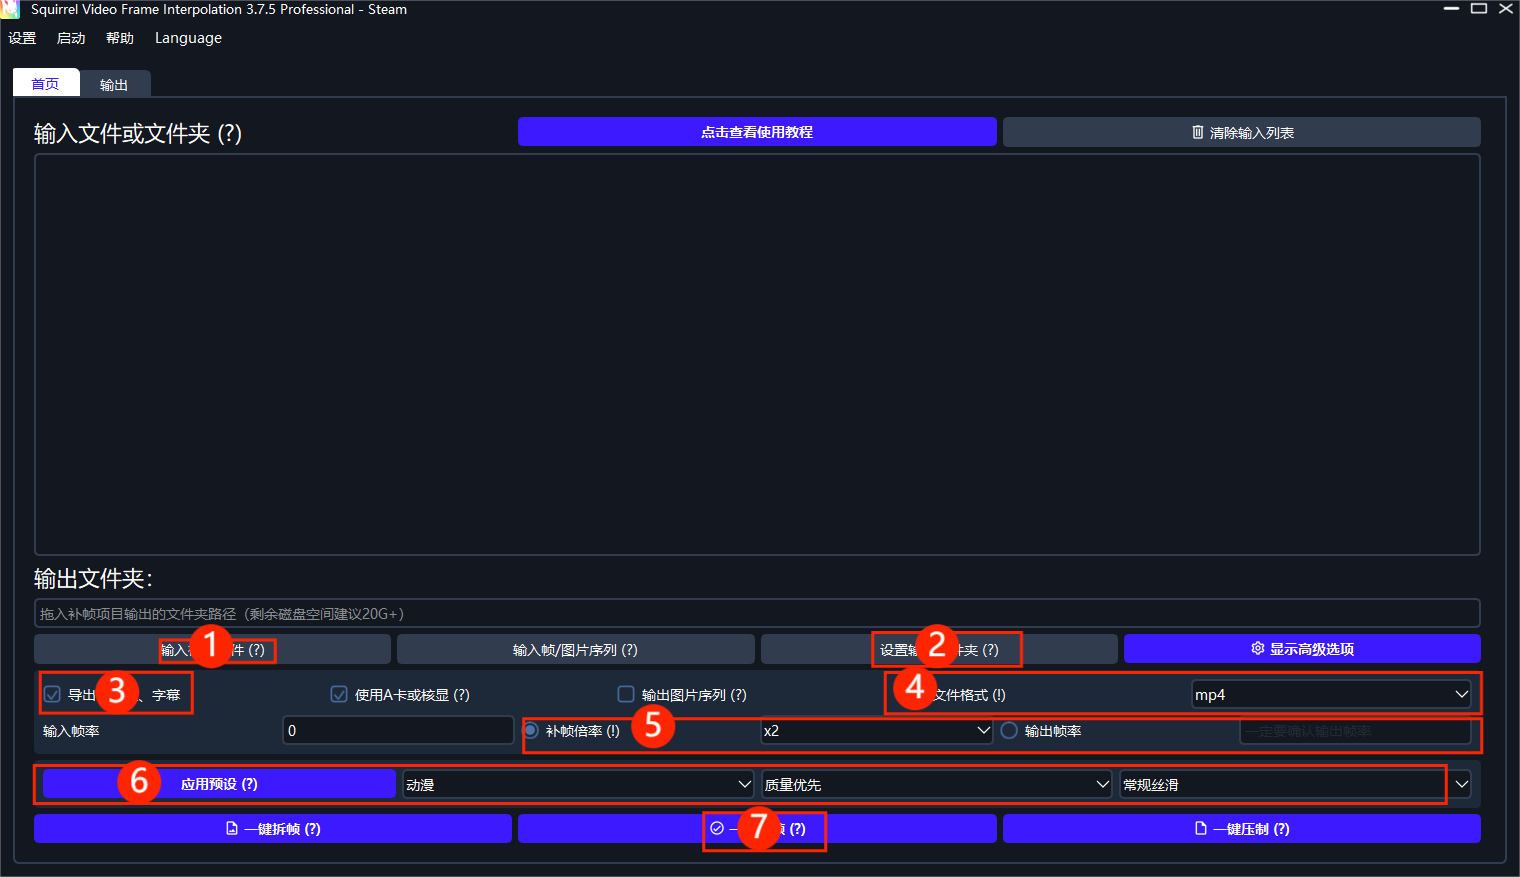 Squirrel Video Frame Interpolation 3.7.5 Professional - Steam
设置 启动 帮助 Language
首页 输出
输入文件或文件夹 (?) 点击查看使用教程 清除输入列表
输出文件夹：
拖入补帧项目输出的文件夹路径（剩余磁盘空间建议20G+）
输入 1 件 (?) 输入帧/图片序列 (?) 设置输 2 夹 (?) 显示高级选项
导出 3 、字幕 使用A卡或核显 (?) 输出图片序列 (?) 4 文件格式 (!) mp4
输入帧率 0 补帧倍率 (!) 5 x2 输出帧率 一定要确认输出帧率
6 应用预设 (?) 动漫 质量优先 常规丝滑
一键拆帧 (?) 一 7 (?) 一键压制 (?)